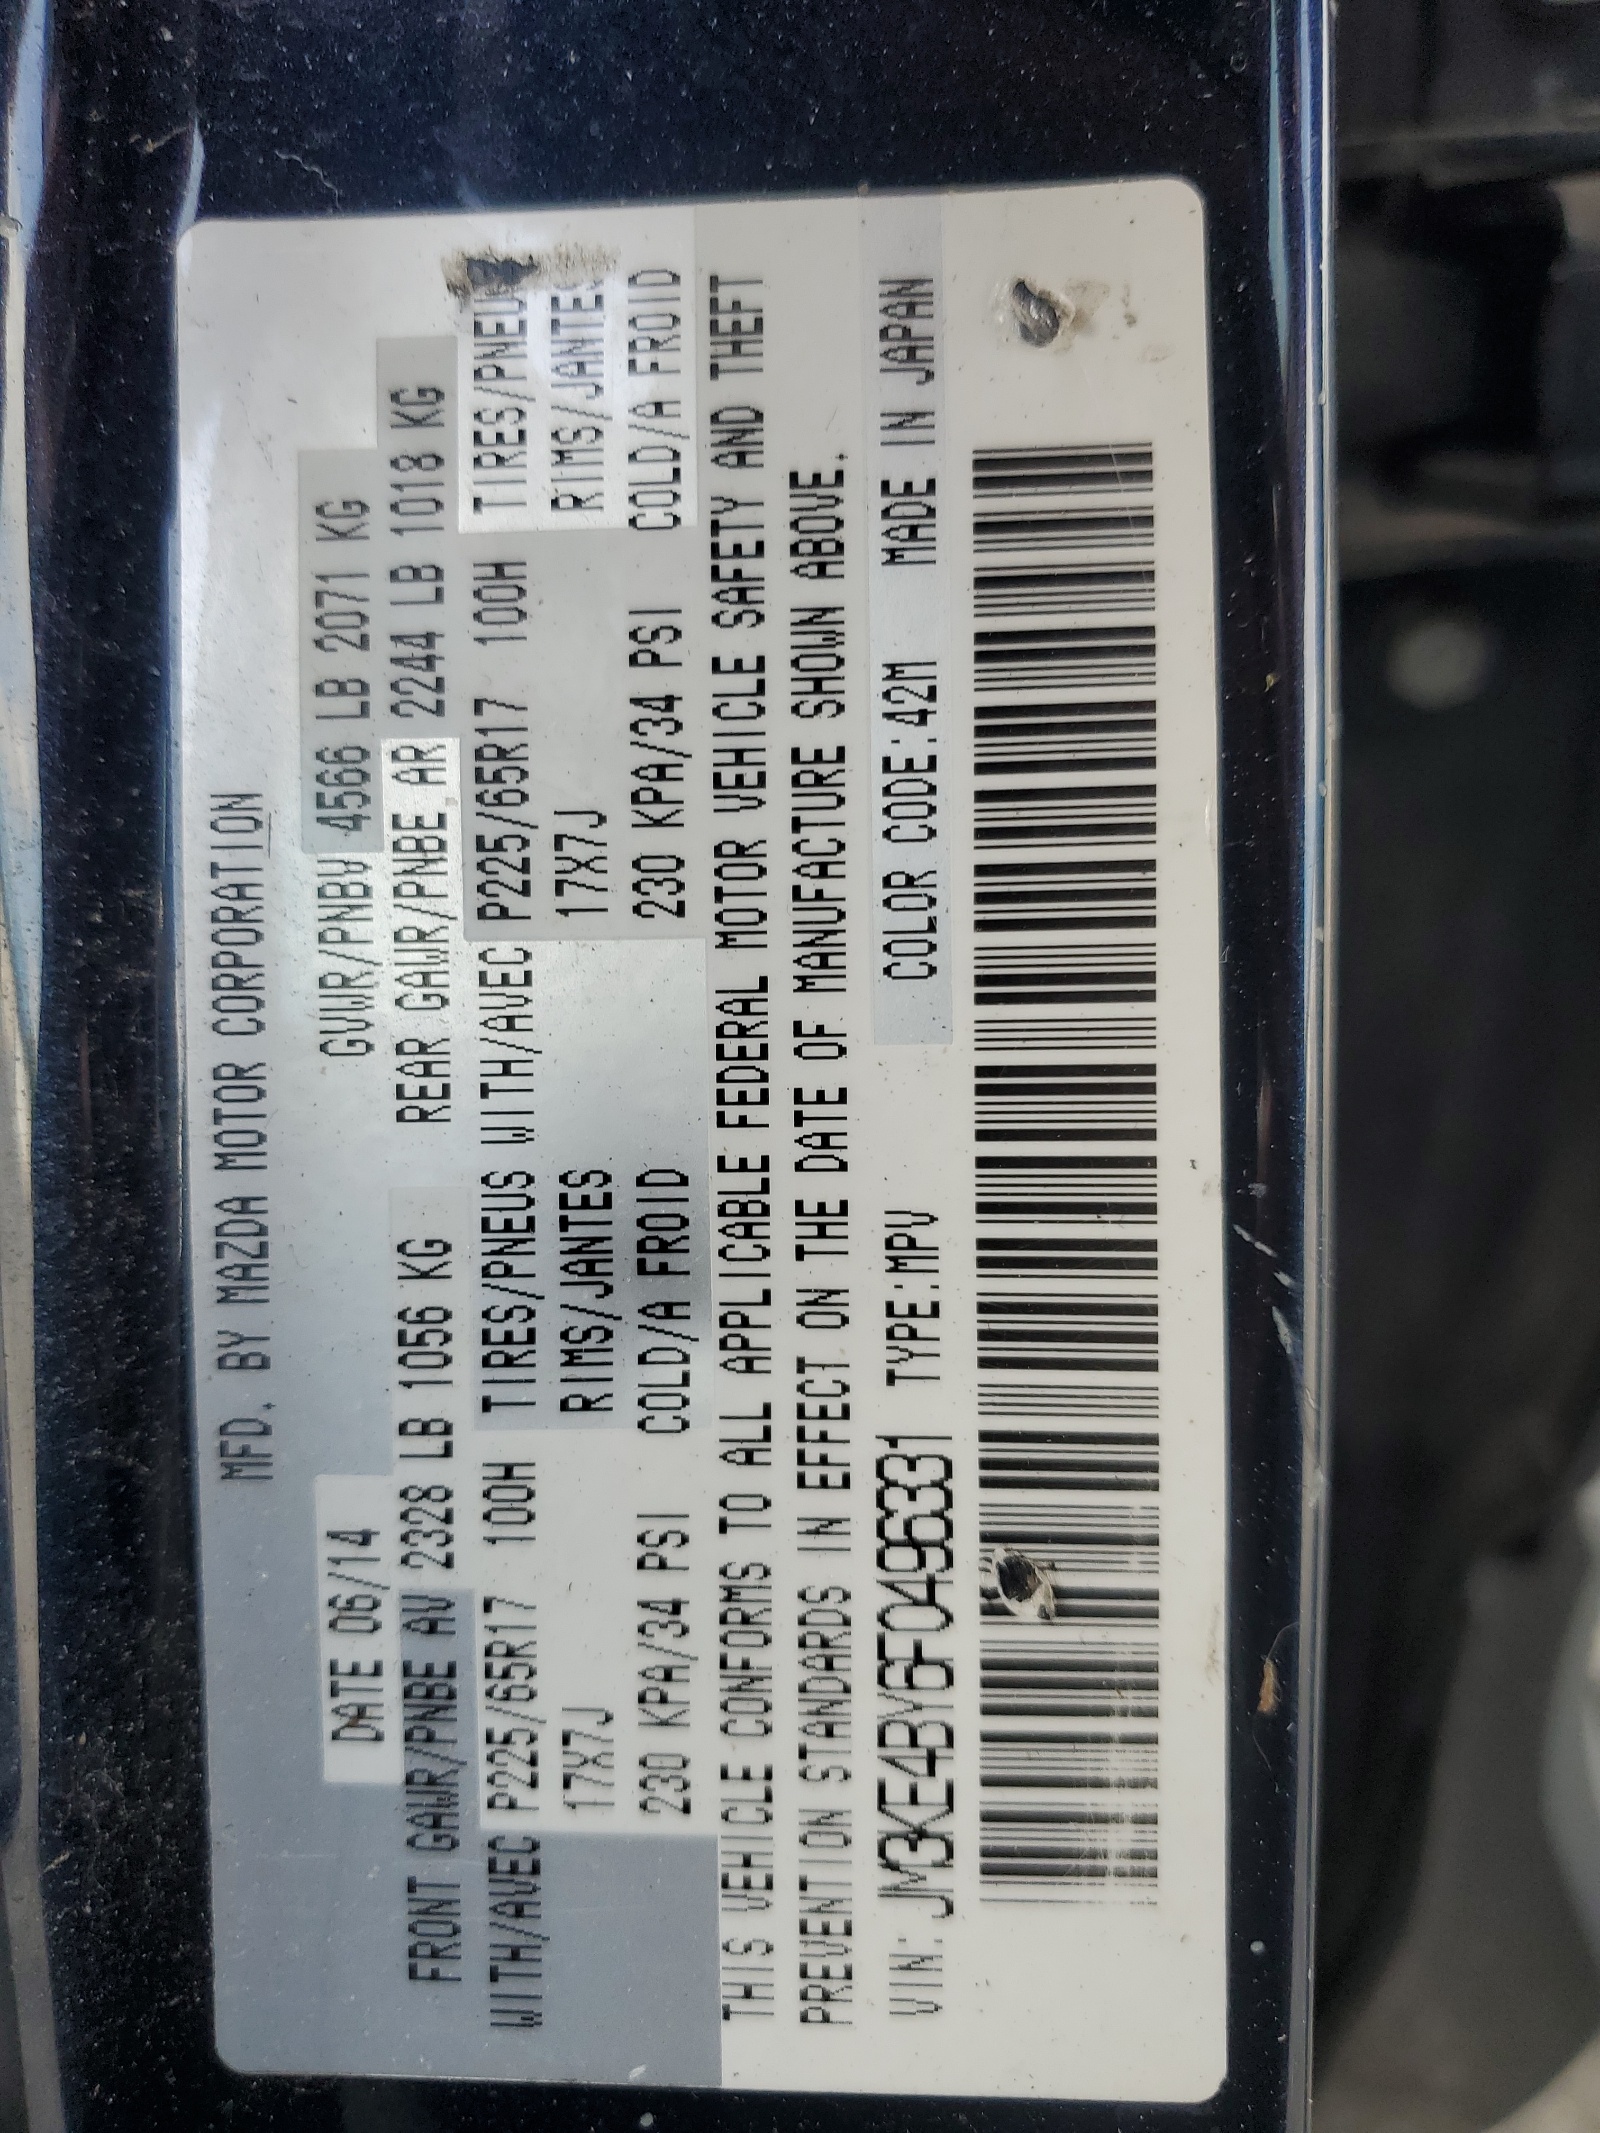 MFD. BY MAZDA MOTOR CORPORATION
DATE 06/14 GVWR/PNBV 4566 LB 2071 KG
FRONT GAWR/PNBE AV 2328 LB 1056 KG REAR GAWR/PNBE, AR 2244 LB 1018 KG
WITH/AVEC P225/65R17 100H TIRES/PNEUS WITH/AVEC P225/65R17 100H TIRES/PNEU
17X7J RIMS/JANTES 17X7J RIMS/JANTE
230 KPA/34 PSI COLD/A FROID 230 KPA/34 PSI COLD/A FROID
THIS VEHICLE CONFORMS TO ALL APPLICABLE FEDERAL MOTOR VEHICLE SAFETY AND THEFT
PREVENTION STANDARDS IN EFFECT ON THE DATE OF MANUFACTURE SHOWN ABOVE.
VIN: JM3KE4BY6F0496331 TYPE:MPV COLOR CODE:42M MADE IN JAPAN